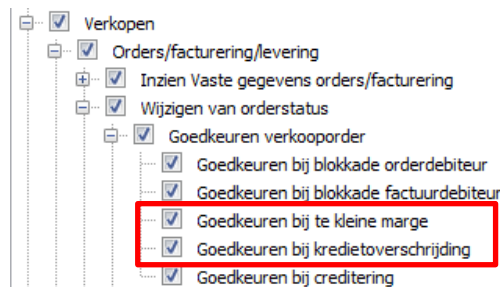 Verkopen
Orders/facturering/levering
Inzien Vaste gegevens orders/facturering
Wijzigen van orderstatus
Goedkeuren verkooporder
Goedkeuren bij blokkade orderdebiteur
Goedkeuren bij blokkade factuurdebiteur
Goedkeuren bij te kleine marge
Goedkeuren bij kredietoverschrijding
Goedkeuren bij creditering